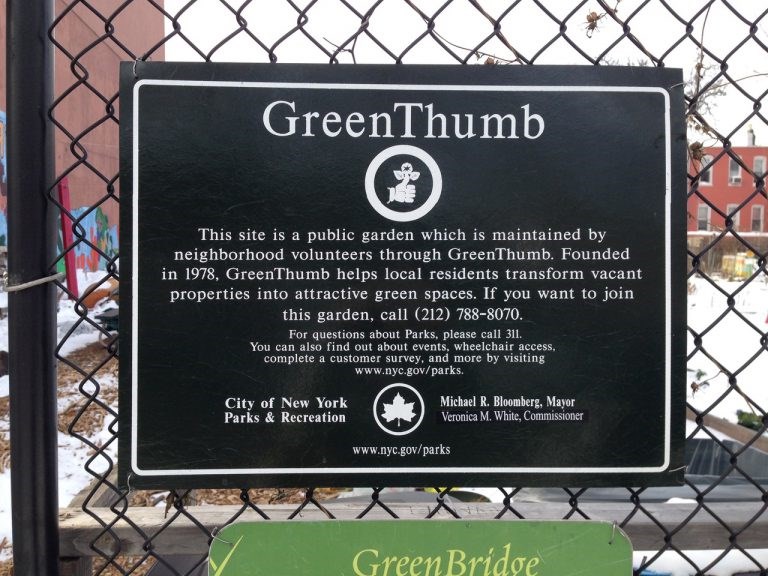 GreenThumb
This site is a public garden which is maintained by
neighborhood volunteers through GreenThumb. Founded
in 1978, GreenThumb helps local residents transform vacant
properties into attractive green spaces. If you want to join
this garden, call (212) 788-8070.
For questions about Parks, please call 311.
You can also find out about events, wheelchair access,
complete a customer survey, and more by visiting
www.nyc.gov/parks.
City of New York
Parks & Recreation
Michael R. Bloomberg, Mayor
Veronica M. White, Commissioner
www.nyc.gov/parks
GreenBridge